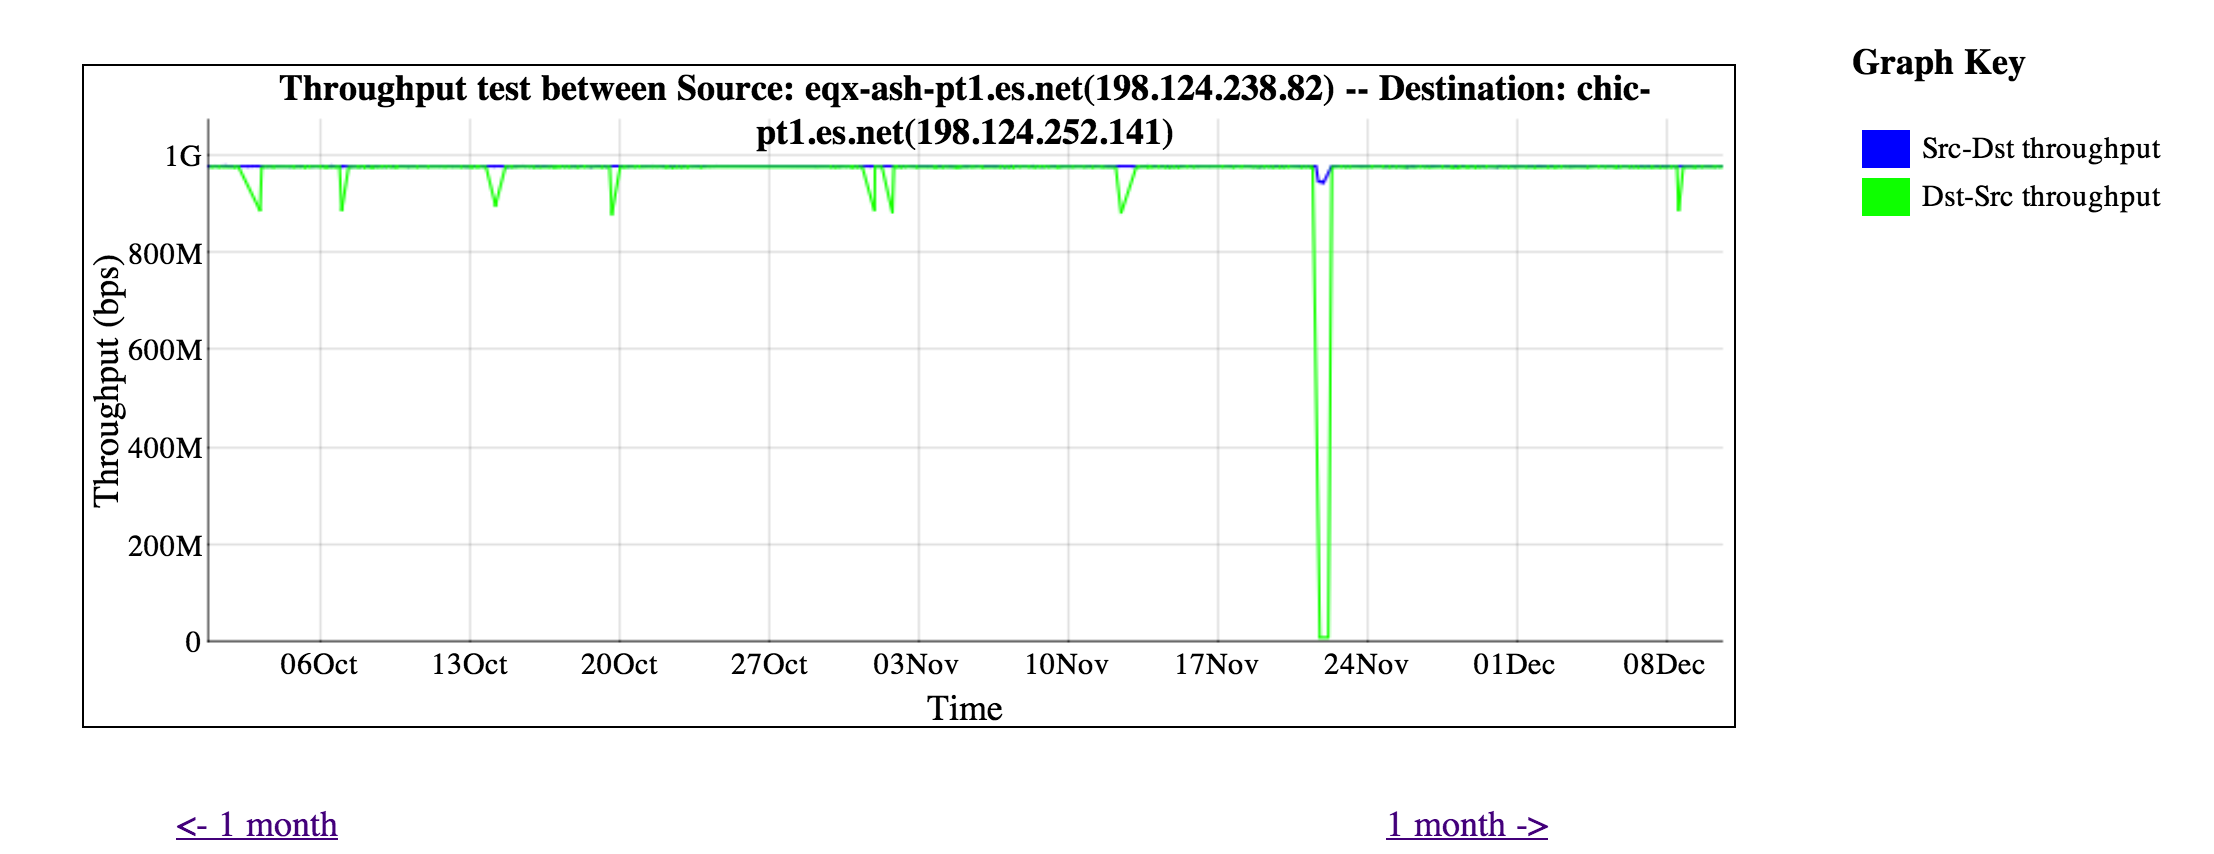 Throughput test between Source: eqx-ash-pt1.es.net(198.124.238.82) -- Destination: chic-
pt1.es.net(198.124.252.141)
Graph Key
Src-Dst throughput
Dst-Src throughput
Throughput (bps)
1G
800M
600M
400M
200M
0
06Oct 13Oct 20Oct 27Oct 03Nov 10Nov 17Nov 24Nov 01Dec 08Dec
Time
<- 1 month
1 month ->